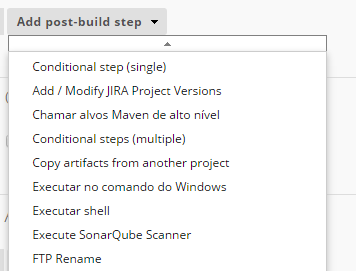 Add post-build step
Conditional step (single)
Add / Modify JIRA Project Versions
Chamar alvos Maven de alto nível
Conditional steps (multiple)
Copy artifacts from another project
Executar no comando do Windows
Executar shell
Execute SonarQube Scanner
FTP Rename